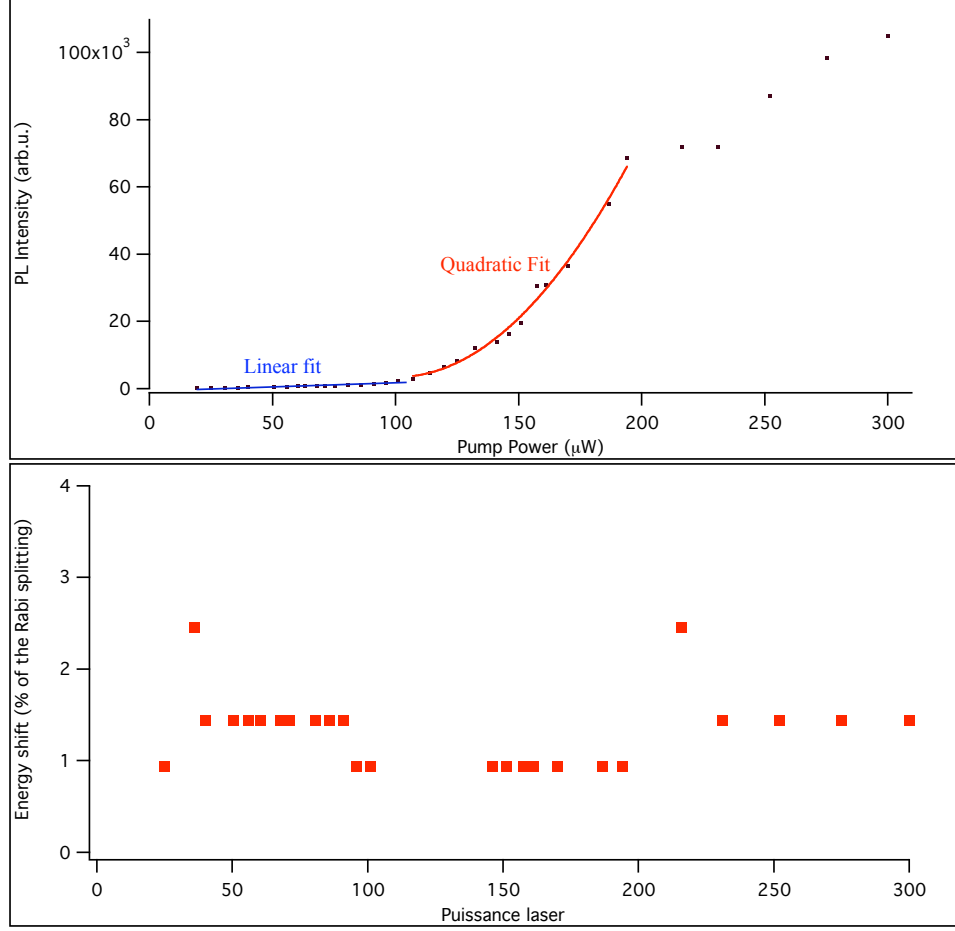 100x10³
80
60
40
20
0
PL Intensity (arb.u.)
Quadratic Fit
Linear fit
0 50 100 150 200 250 300
Pump Power (μW)
4
3
2
1
0
Energy shift (% of the Rabi splitting)
0 50 100 150 200 250 300
Puissance laser